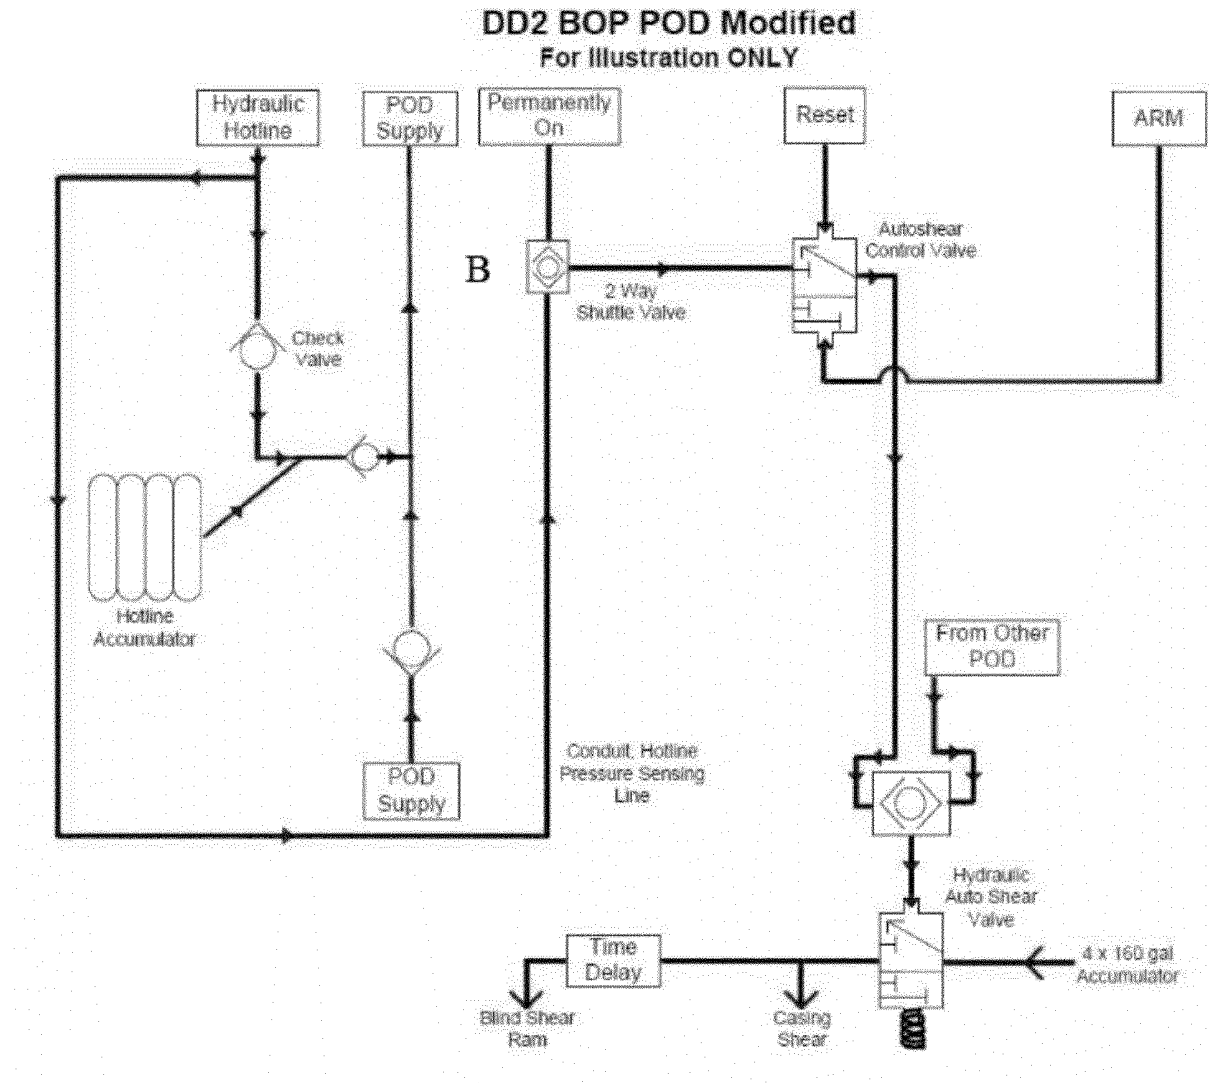 DD2 BOP POD Modified
For Illustration ONLY
Hydraulic
Hotline
POD
Supply
Permanently
On
Reset
ARM
Autoshear
Control Valve
B
2 Way
Shuttle Valve
Check
Valve
Hotline
Accumulator
From Other
POD
Conduit, Hotline
Pressure Sensing
Line
POD
Supply
Hydraulic
Auto Shear
Valve
Time
Delay
4 x 160 gal
Accumulator
Blind Shear
Ram
Casing
Shear